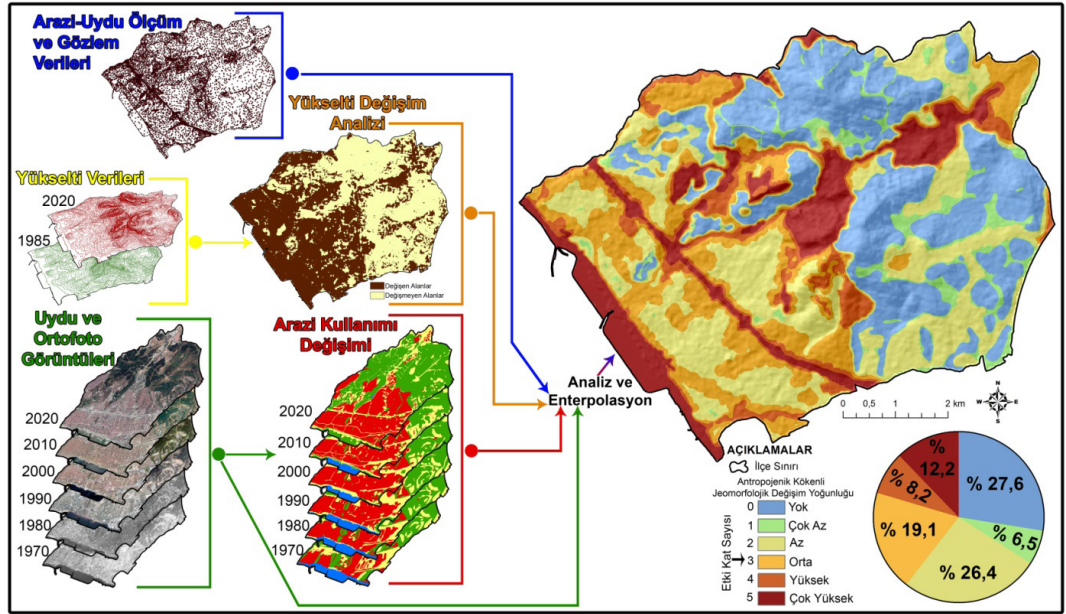 Arazi-Uydu Ölçüm
ve Gözlem
Verileri
Yükselti Değişim
Analizi
Yükselti Verileri
2020
1985
Değişen Alanlar
Değişmeyen Alanlar
Uydu ve
Ortofoto
Görüntüleri
2020
2010
2000
1990
1980
1970
Arazi Kullanımı
Değişimi
2020
2010
2000
1990
1980
1970
Analiz ve
Enterpolasyon
0 0,5 1 2 km
N
W E
S
AÇIKLAMALAR
İlçe Sınırı
Antropojenik Kökenli
Jeomorfolojik Değişim Yoğunluğu
Etki Kat Sayısı
0 Yok
1 Çok Az
2 Az
3 Orta
4 Yüksek
5 Çok Yüksek
% 27,6
% 6,5
% 26,4
% 19,1
% 8,2
%
12,2